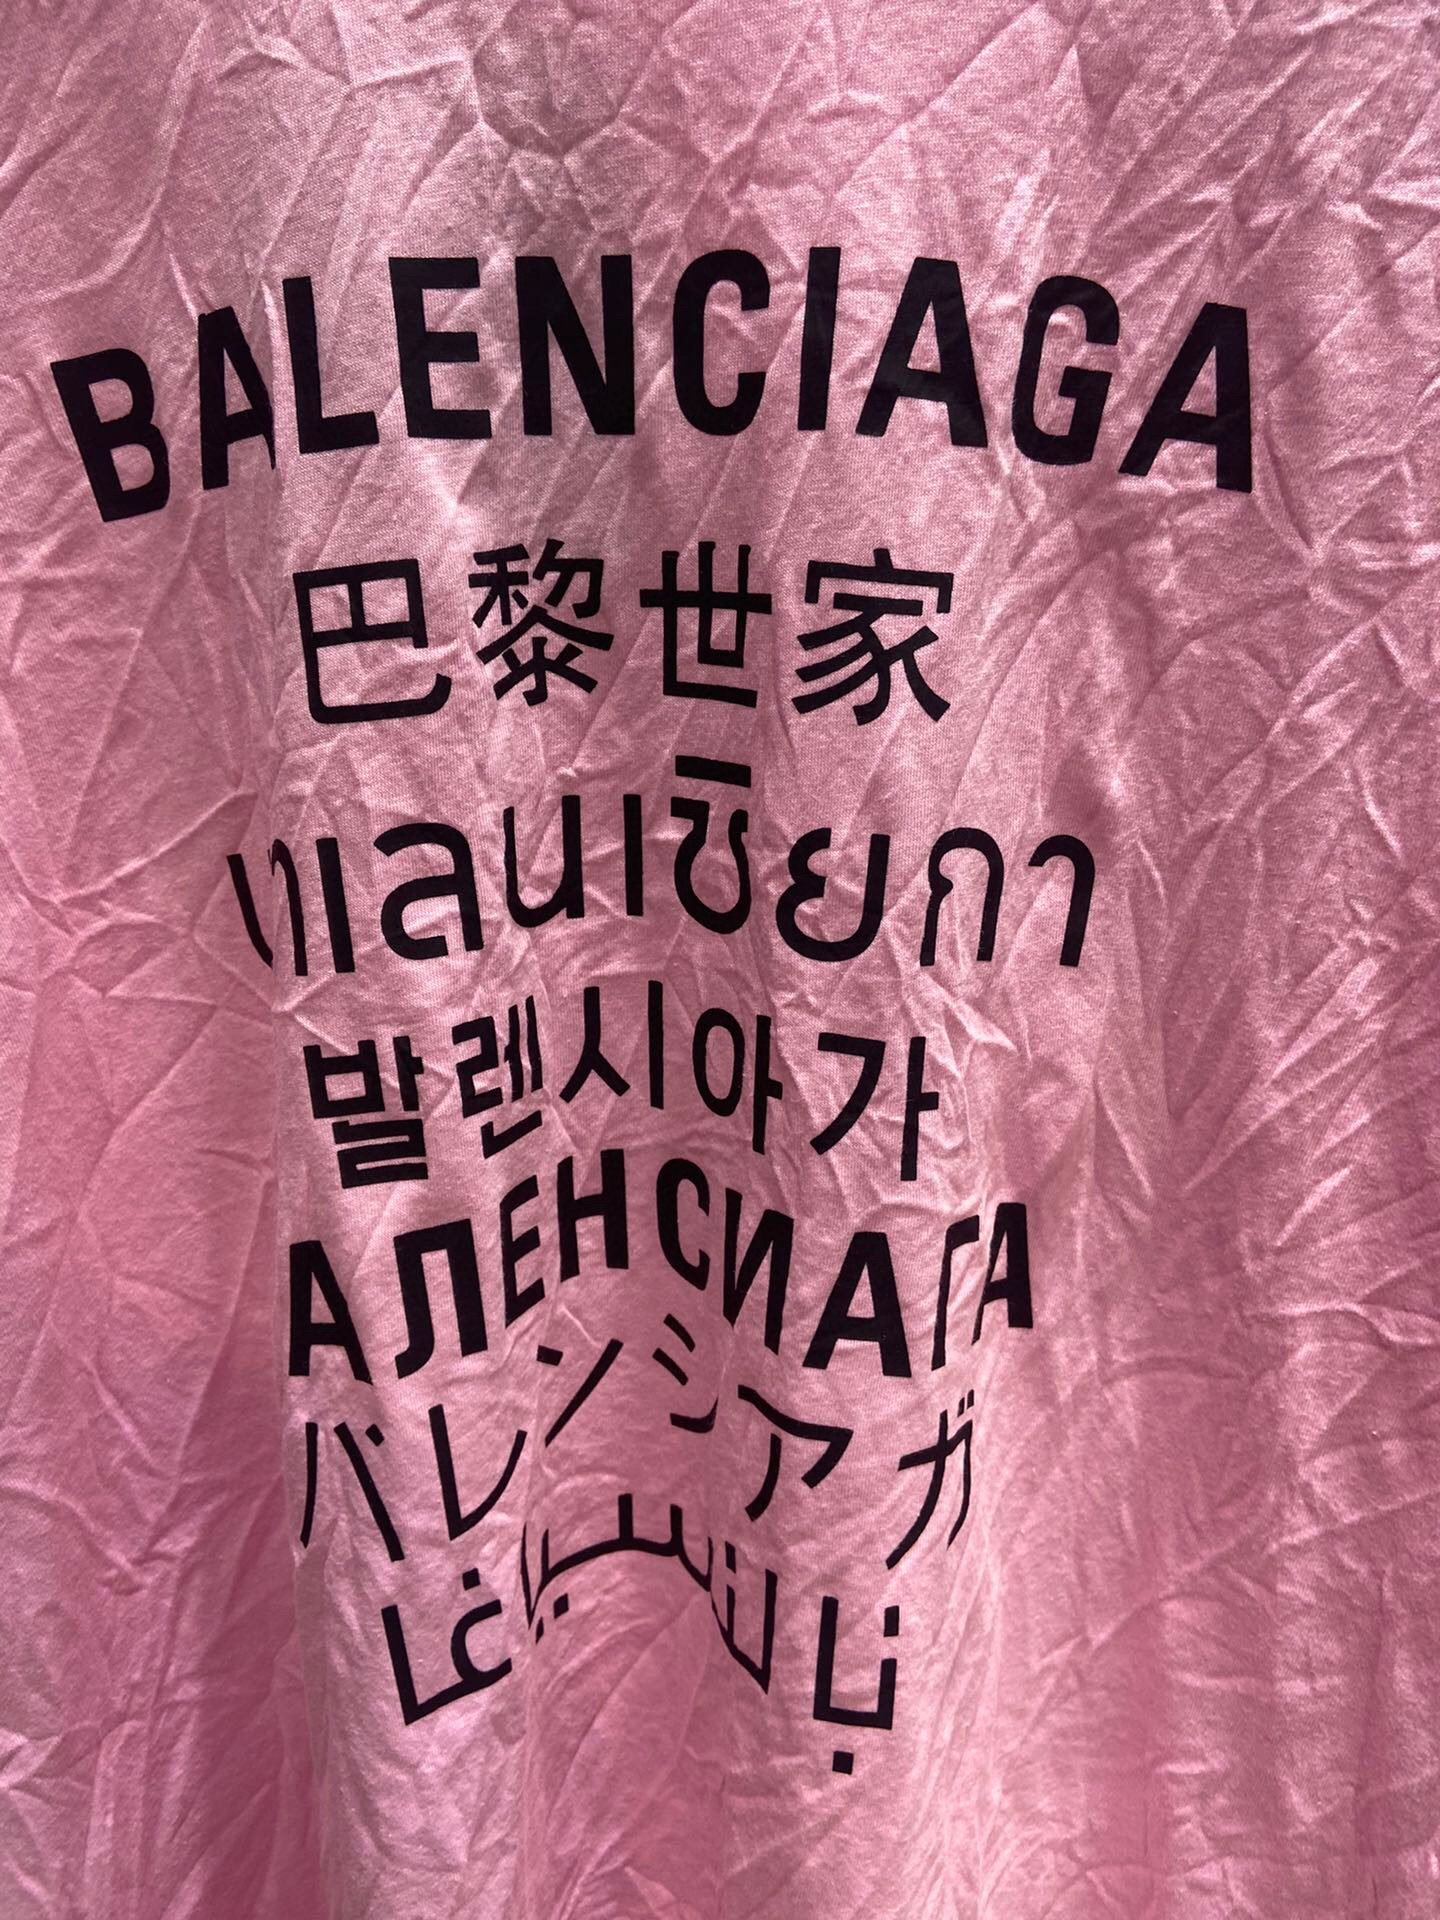 BALENCIAGA
巴黎世家
บาเลนเซียกา
발렌시아가
АЛЕНСИАГА
バレンシアガ
بالنسياغا